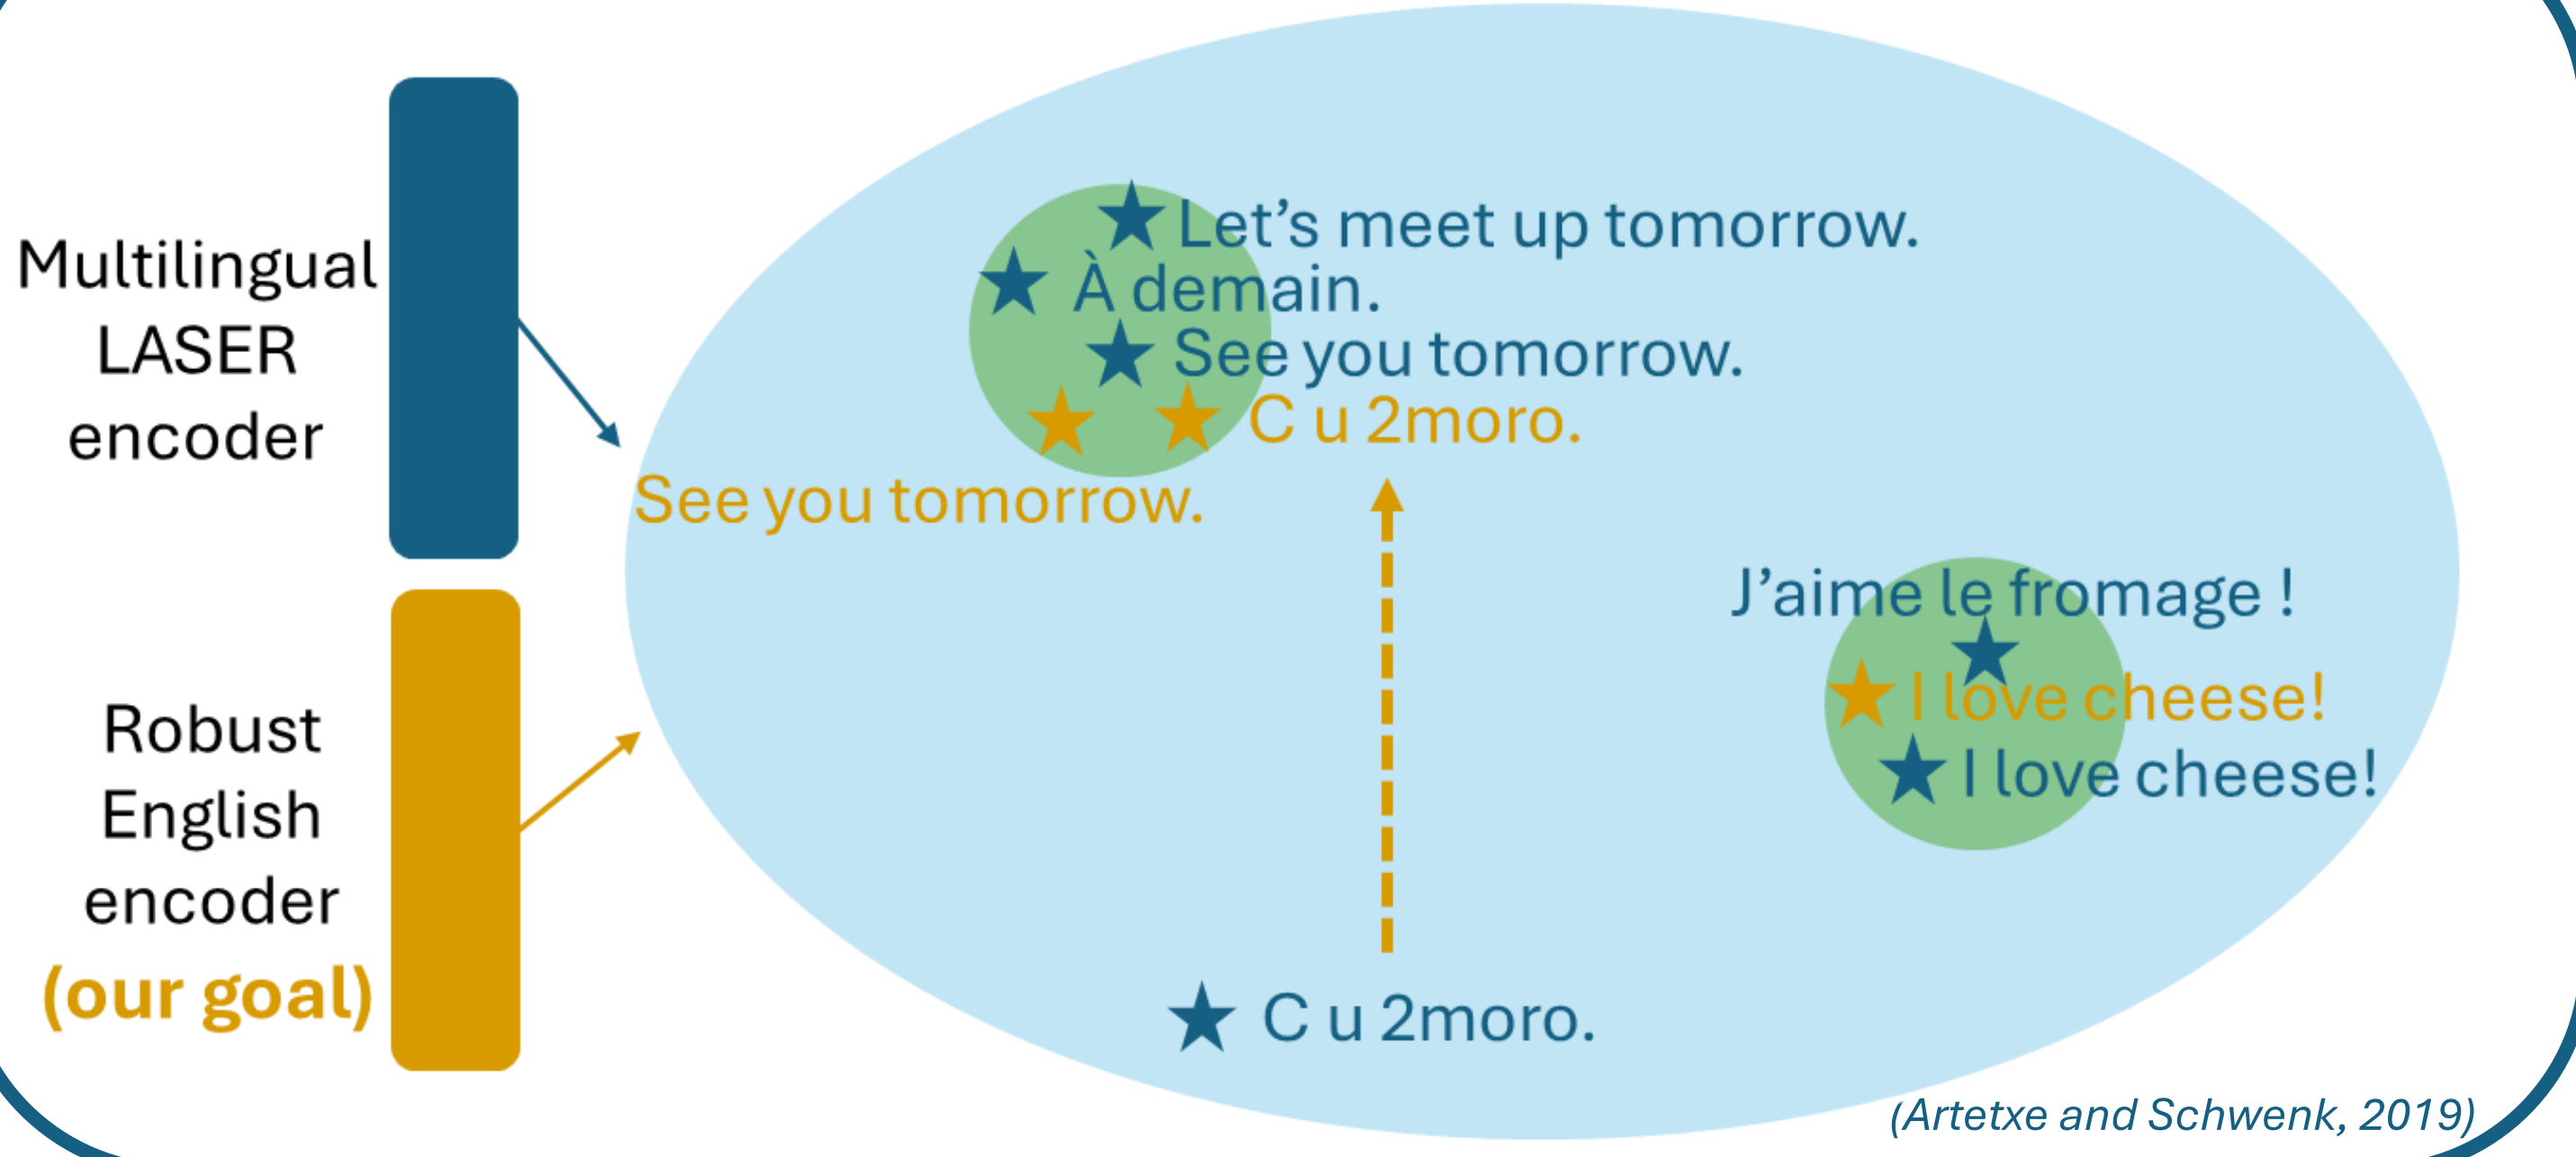 Multilingual
LASER
encoder
Robust
English
encoder
(our goal)
Let’s meet up tomorrow.
À demain.
See you tomorrow.
C u 2moro.
See you tomorrow.
J’aime le fromage !
I love cheese!
I love cheese!
C u 2moro.
(Artetxe and Schwenk, 2019)